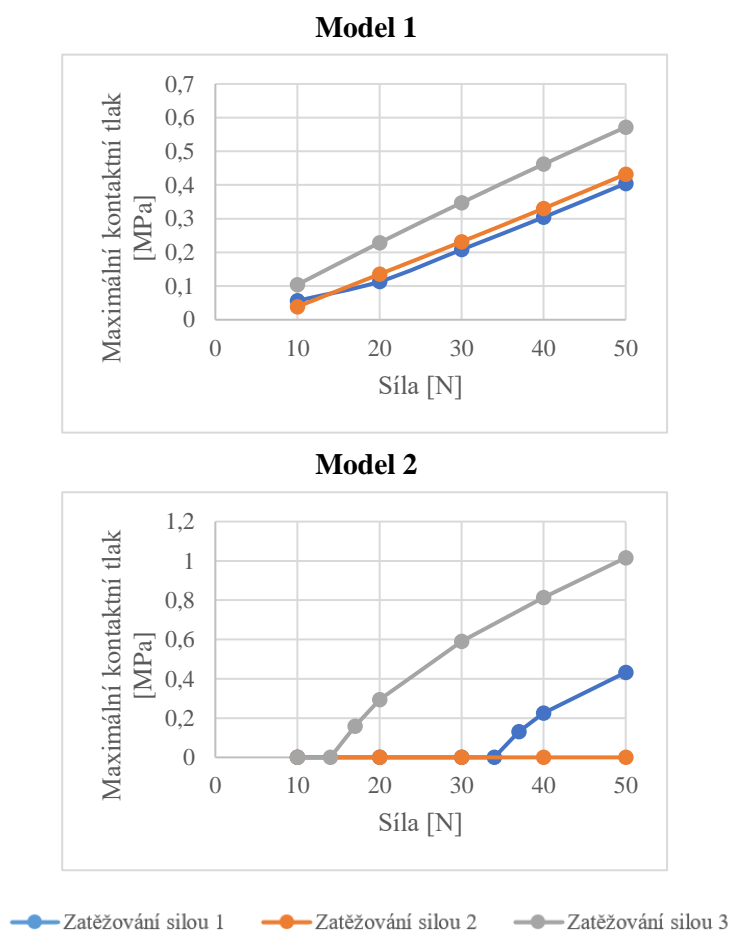 Model 1
Maximální kontaktní tlak
[MPa]
0,7
0,6
0,5
0,4
0,3
0,2
0,1
0
0 10 20 30 40 50
Síla [N]
Model 2
Maximální kontaktní tlak
[MPa]
1,2
1
0,8
0,6
0,4
0,2
0
0 10 20 30 40 50
Síla [N]
Zatěžování silou 1 Zatěžování silou 2 Zatěžování silou 3